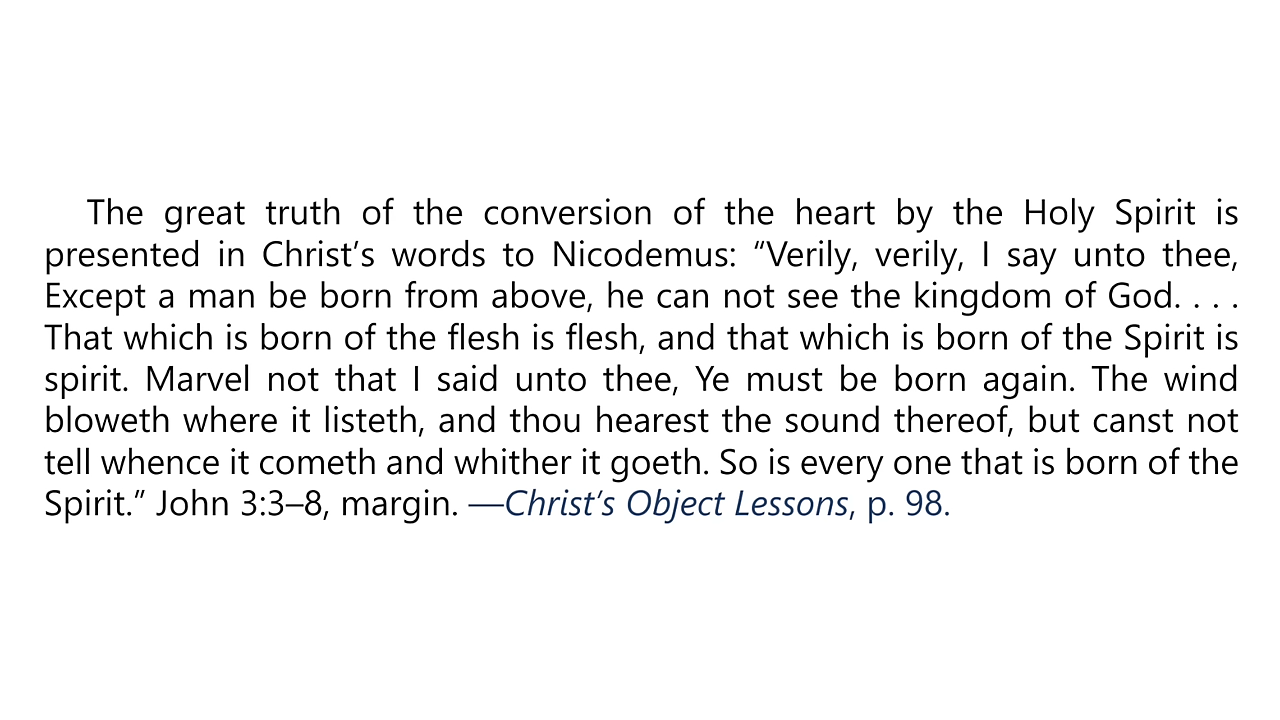 The great truth of the conversion of the heart by the Holy Spirit is
presented in Christ’s words to Nicodemus: “Verily, verily, I say unto thee,
Except a man be born from above, he can not see the kingdom of God. . . .
That which is born of the flesh is flesh, and that which is born of the Spirit is
spirit. Marvel not that I said unto thee, Ye must be born again. The wind
bloweth where it listeth, and thou hearest the sound thereof, but canst not
tell whence it cometh and whither it goeth. So is every one that is born of the
Spirit.” John 3:3–8, margin. —Christ’s Object Lessons, p. 98.